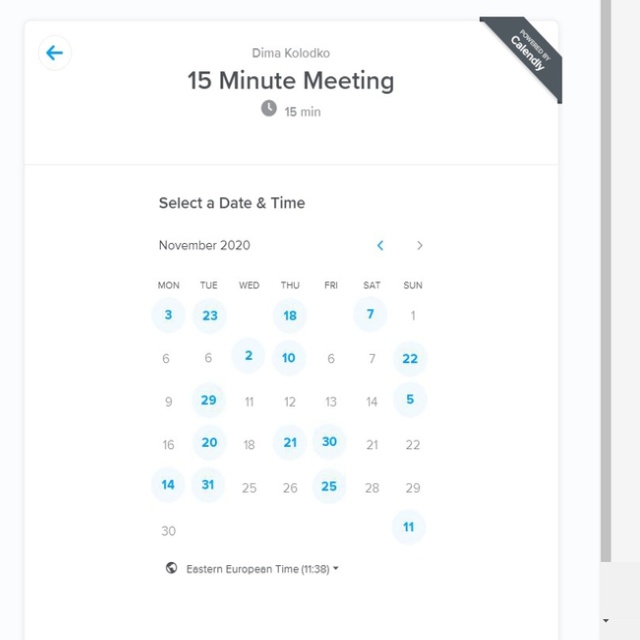 Dima Kolodko
15 Minute Meeting
15 min
POWERED BY
Calendly
Select a Date & Time
November 2020
MON TUE WED THU FRI SAT SUN
3 23 18 7 1
6 6 2 10 6 7 22
9 29 11 12 13 14 5
16 20 18 21 30 21 22
14 31 25 26 25 28 29
30 11
Eastern European Time (11:38)